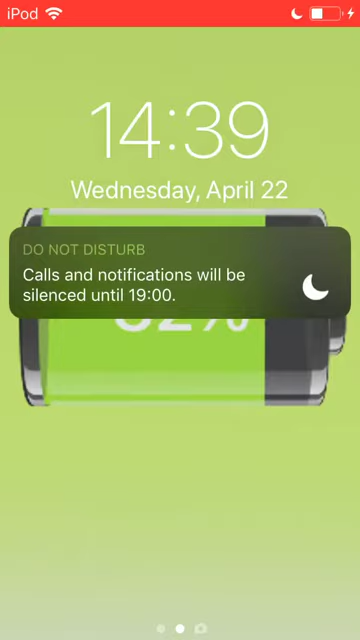 iPod
14:39
Wednesday, April 22
DO NOT DISTURB
Calls and notifications will be
silenced until 19:00.